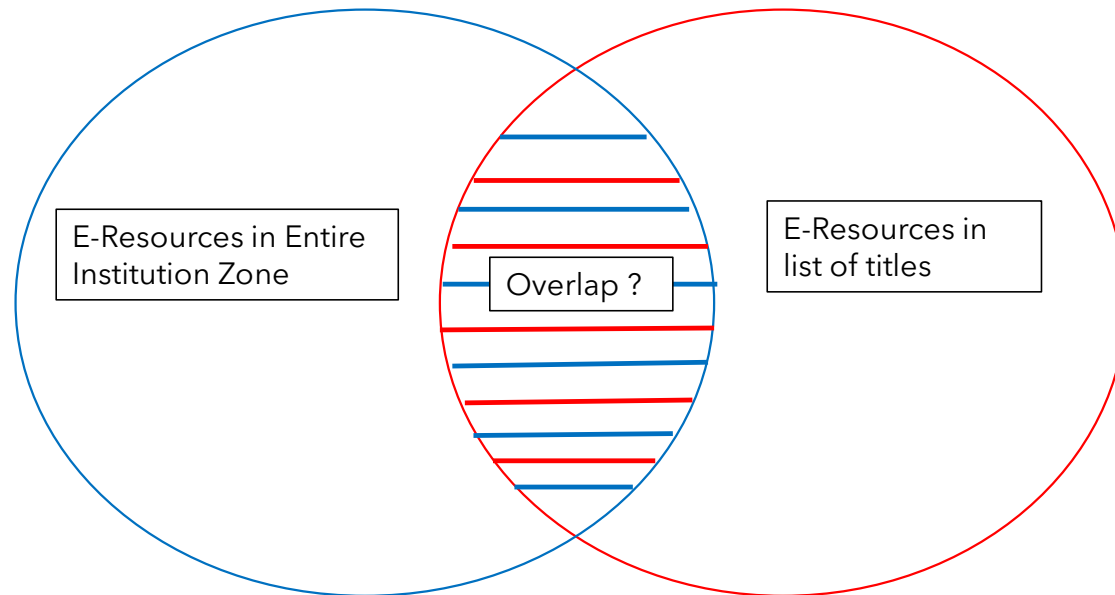 E-Resources in Entire
Institution Zone
Overlap ?
E-Resources in
list of titles